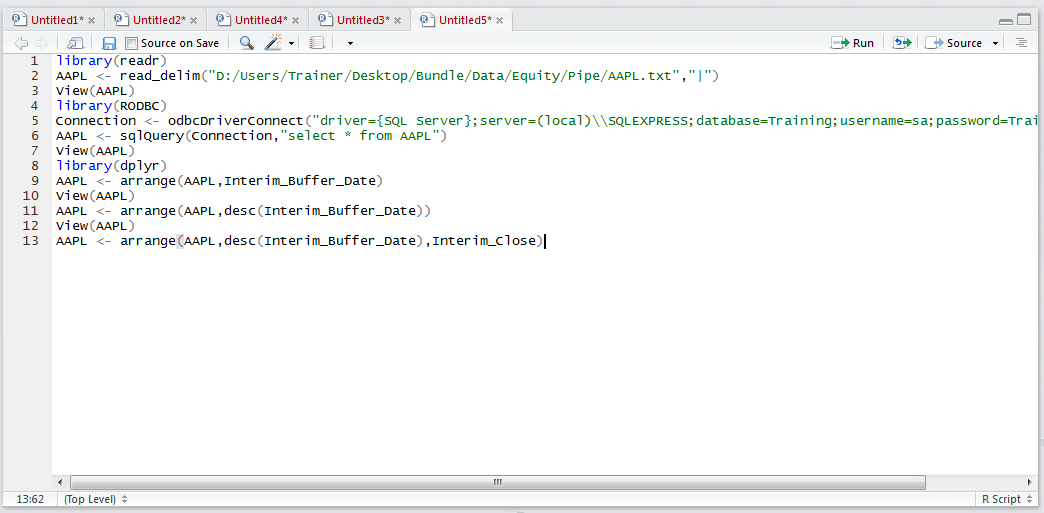 Untitled1* Untitled2* Untitled4* Untitled3* Untitled5*
Source on Save Run Source
1 library(readr)
2 AAPL <- read_delim("D:/Users/Trainer/Desktop/Bundle/Data/Equity/Pipe/AAPL.txt","|")
3 View(AAPL)
4 library(RODBC)
5 Connection <- odbcDriverConnect("driver={SQL Server};server=(local)\\SQLEXPRESS;database=Training;username=sa;password=Trai
6 AAPL <- sqlQuery(Connection,"select * from AAPL")
7 View(AAPL)
8 library(dplyr)
9 AAPL <- arrange(AAPL,Interim_Buffer_Date)
10 View(AAPL)
11 AAPL <- arrange(AAPL,desc(Interim_Buffer_Date))
12 View(AAPL)
13 AAPL <- arrange(AAPL,desc(Interim_Buffer_Date),Interim_Close)
13:62 (Top Level) R Script